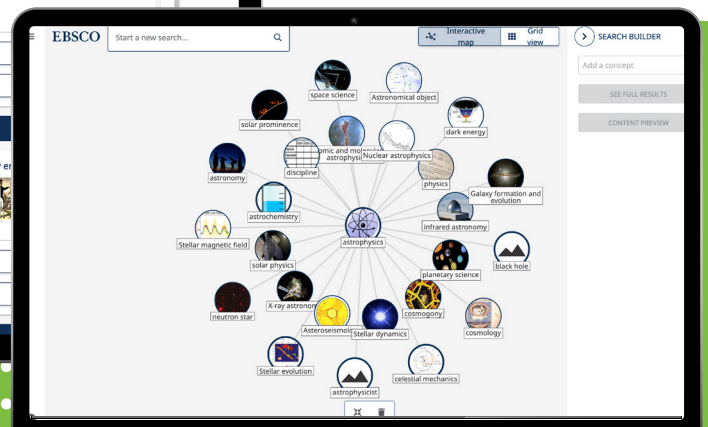 EBSCO
Start a new search...
Interactive map
Grid view
SEARCH BUILDER
Add a concept
SEE FULL RESULTS
CONTENT PREVIEW
space science
Astronomical object
solar prominence
dark energy
Nuclear astrophysics
discipline
physics
astronomy
Galaxy formation and evolution
astrochemistry
infrared astronomy
Stellar magnetic field
astrophysics
solar physics
black hole
planetary science
X-ray astronom
neutron star
cosmogony
Stellar dynamics
cosmology
Stellar evolution
celestial mechanics
astrophysicist